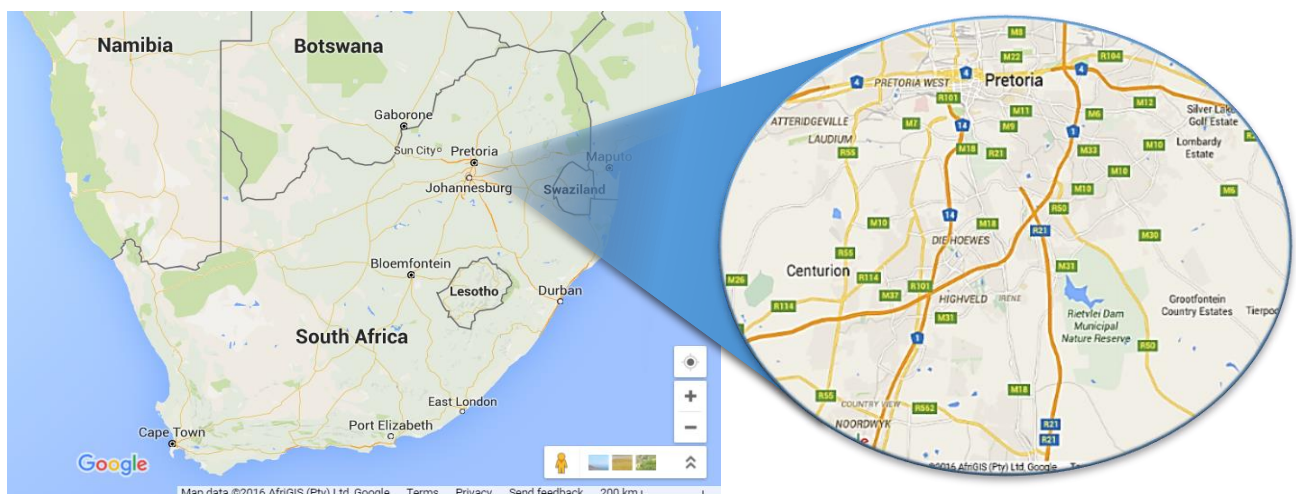 Namibia
Botswana
Gaborone
Sun City
Pretoria
Maputo
Johannesburg
Swaziland
Bloemfontein
Lesotho
Durban
South Africa
East London
Port Elizabeth
Cape Town
Google
Map data ©2016 AfriGIS (Pty) Ltd, Google Terms Privacy Send feedback 200 km
M8
M22
R104
4
4
4
PRETORIA WEST
Pretoria
R101
M11
M12
M6
Silver Lake
Golf Estate
ATTERIDGEVILLE
M7
14
M9
1
LAUDIUM
M18
R21
M33
M10
Lombardy
Estate
R55
M10
M10
M6
R50
14
M10
M18
R21
M30
DIE HOEWES
R55
Centurion
R114
M31
M26
R101
M37
HIGHVELD
IRENE
R114
M31
Rietvlei Dam
Municipal
Nature Reserve
Grootfontein
Country Estates
Tierpo
1
R50
M18
R55
COUNTRY VIEW
R562
NOORDWYK
R21
R21
©2016 AfriGIS (Pty) Ltd, Google